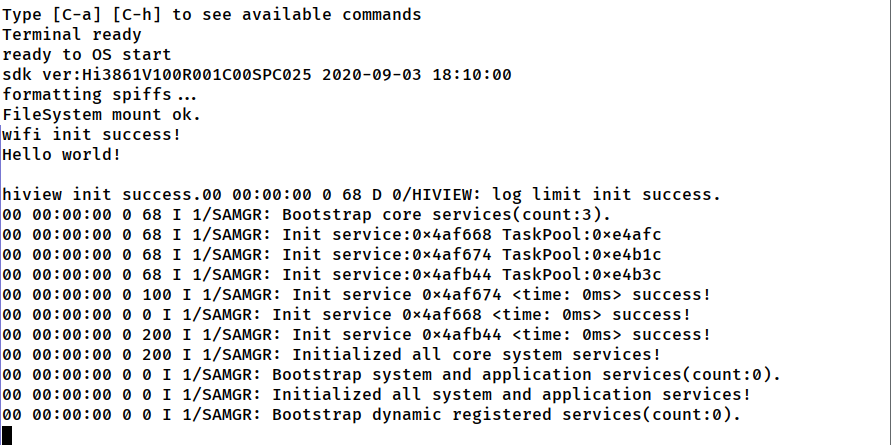 Type [C-a] [C-h] to see available commands
Terminal ready
ready to OS start
sdk ver:Hi3861V100R001C00SPC025 2020-09-03 18:10:00
formatting spiffs...
FileSystem mount ok.
wifi init success!
Hello world!
hiview init success.00 00:00:00 0 68 D 0/HIVIEW: log limit init success.
00 00:00:00 0 68 I 1/SAMGR: Bootstrap core services(count:3).
00 00:00:00 0 68 I 1/SAMGR: Init service:0×4af668 TaskPool:0×e4afc
00 00:00:00 0 68 I 1/SAMGR: Init service:0×4af674 TaskPool:0×e4b1c
00 00:00:00 0 68 I 1/SAMGR: Init service:0×4afb44 TaskPool:0×e4b3c
00 00:00:00 0 100 I 1/SAMGR: Init service 0×4af674 <time: 0ms> success!
00 00:00:00 0 0 I 1/SAMGR: Init service 0×4af668 <time: 0ms> success!
00 00:00:00 0 200 I 1/SAMGR: Init service 0×4afb44 <time: 0ms> success!
00 00:00:00 0 200 I 1/SAMGR: Initialized all core system services!
00 00:00:00 0 0 I 1/SAMGR: Bootstrap system and application services(count:0).
00 00:00:00 0 0 I 1/SAMGR: Initialized all system and application services!
00 00:00:00 0 0 I 1/SAMGR: Bootstrap dynamic registered services(count:0).